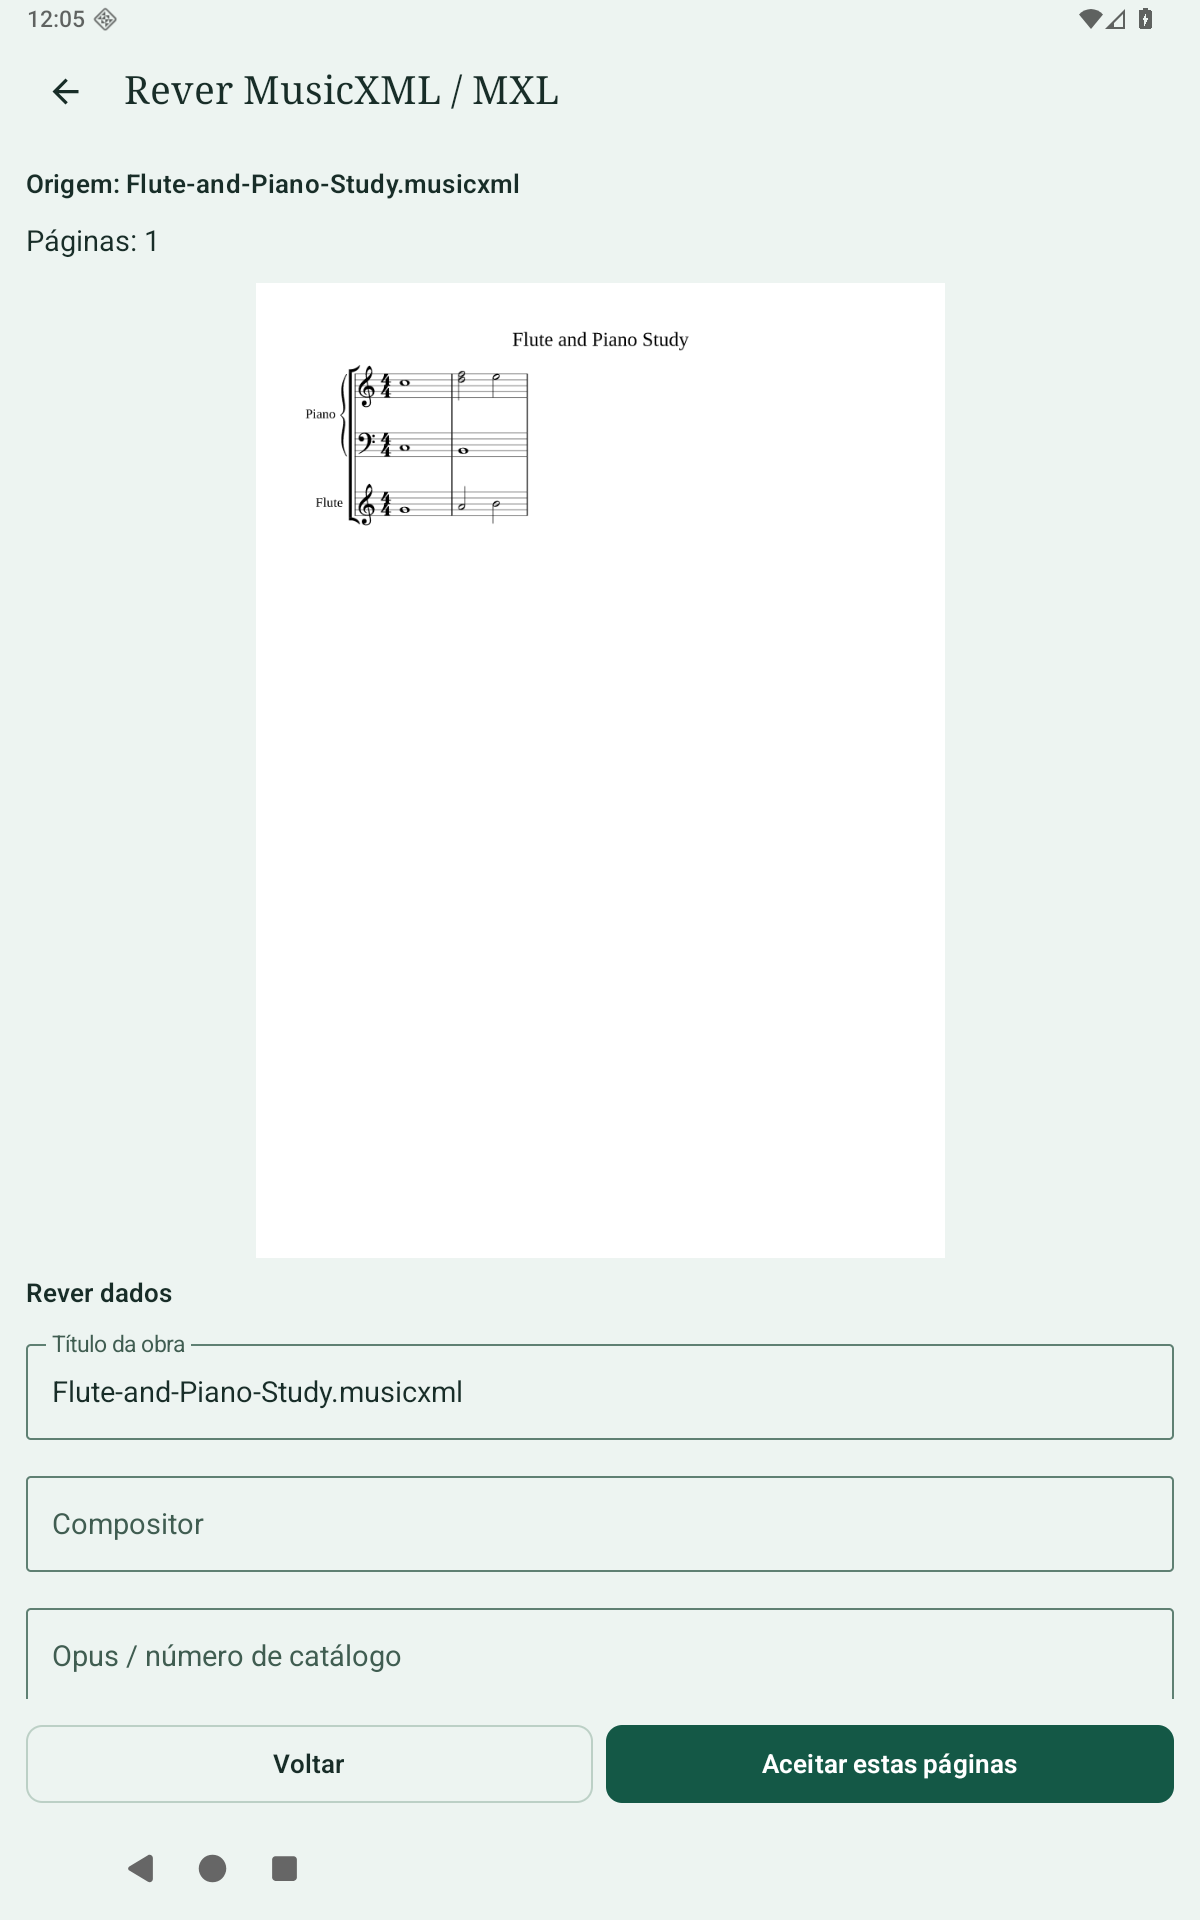 12:05
Rever MusicXML / MXL
Origem: Flute-and-Piano-Study.musicxml
Páginas: 1
Flute and Piano Study
Piano
Flute
Rever dados
Título da obra
Flute-and-Piano-Study.musicxml
Compositor
Opus / número de catálogo
Voltar
Aceitar estas páginas